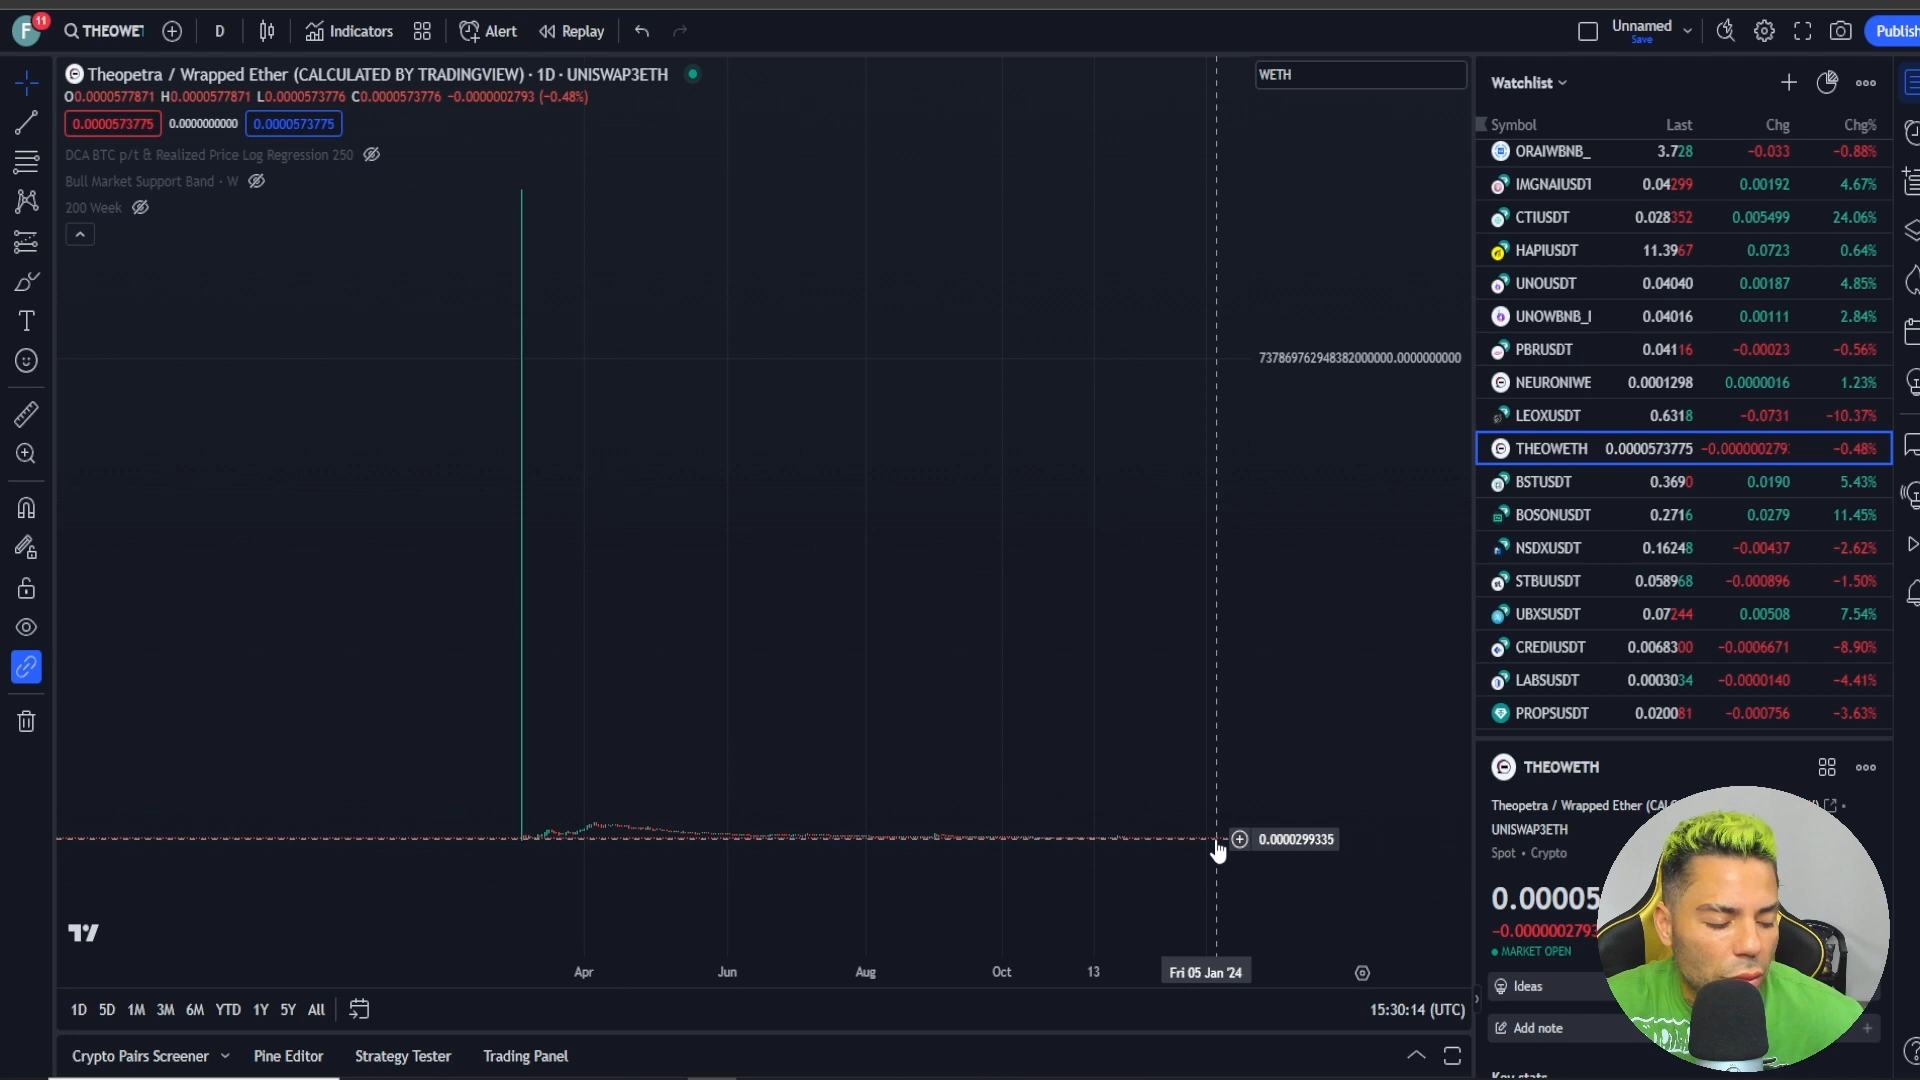 F 11 THEOWET D Indicators Alert Replay Unnamed Save Publish
Theopetra / Wrapped Ether (CALCULATED BY TRADINGVIEW) · 1D · UNISWAP3ETH
O0.0000577871 H0.0000577871 L0.0000573776 C0.0000573776 −0.0000002793 (−0.48%)
0.0000573775 0.0000000000 0.0000573775
DCA BTC p/t & Realized Price Log Regression 250
Bull Market Support Band · W
200 Week
WETH
737869762948382000000.0000000000
0.0000299335
Apr Jun Aug Oct 13 Fri 05 Jan '24
1D 5D 1M 3M 6M YTD 1Y 5Y All 15:30:14 (UTC)
Crypto Pairs Screener Pine Editor Strategy Tester Trading Panel
Watchlist
Symbol Last Chg Chg%
ORAIWBNB_ 3.728 −0.033 −0.88%
IMGNAIUSDT 0.04299 0.00192 4.67%
CTIUSDT 0.028352 0.005499 24.06%
HAPIUSDT 11.3967 0.0723 0.64%
UNOUSDT 0.04040 0.00187 4.85%
UNOWBNB_ 0.04016 0.00111 2.84%
PBRUSDT 0.04116 −0.00023 −0.56%
NEURONIWE 0.0001298 0.0000016 1.23%
LEOXUSDT 0.6318 −0.0731 −10.37%
THEOWETH 0.0000573775 −0.000000279 −0.48%
BSTUSDT 0.3690 0.0190 5.43%
BOSONUSDT 0.2716 0.0279 11.45%
NSDXUSDT 0.16248 −0.00437 −2.62%
STBUUSDT 0.058968 −0.000896 −1.50%
UBXSUSDT 0.07244 0.00508 7.54%
CREDIUSDT 0.0068300 −0.0006671 −8.90%
LABSUSDT 0.0003034 −0.0000140 −4.41%
PROPSUSDT 0.020081 −0.000756 −3.63%
THEOWETH
Theopetra / Wrapped Ether (CA
UNISWAP3ETH
Spot • Crypto
0.00005
−0.0000002793
MARKET OPEN
Ideas
Add note